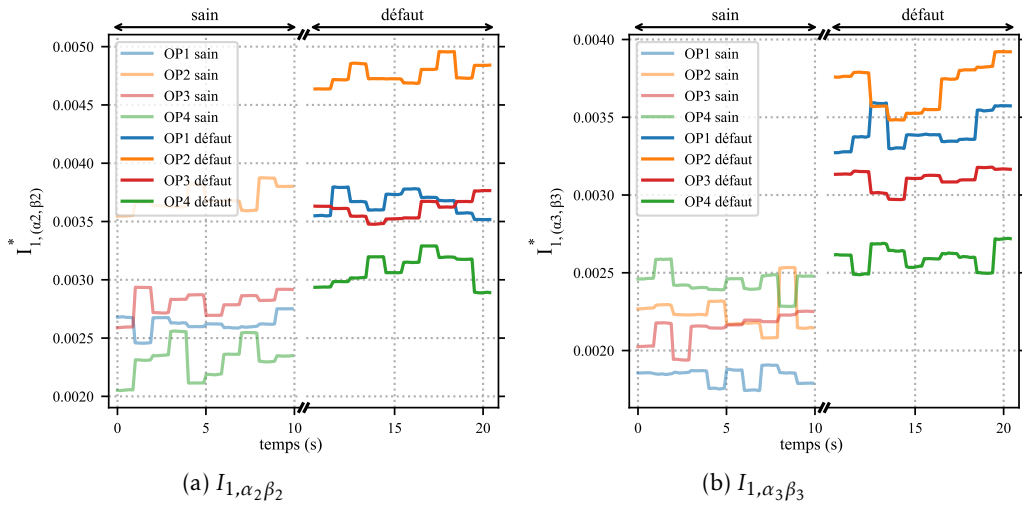 sain défaut
0.0050
0.0045
0.0040
0.0035
0.0030
0.0025
0.0020
I*1, (α2, β2)
OP1 sain
OP2 sain
OP3 sain
OP4 sain
OP1 défaut
OP2 défaut
OP3 défaut
OP4 défaut
0 5 10 15 20
temps (s)
(a) I1,α2β2
sain défaut
0.0040
0.0035
0.0030
0.0025
0.0020
I*1, (α3, β33)
OP1 sain
OP2 sain
OP3 sain
OP4 sain
OP1 défaut
OP2 défaut
OP3 défaut
OP4 défaut
0 5 10 15 20
temps (s)
(b) I1,α3β3